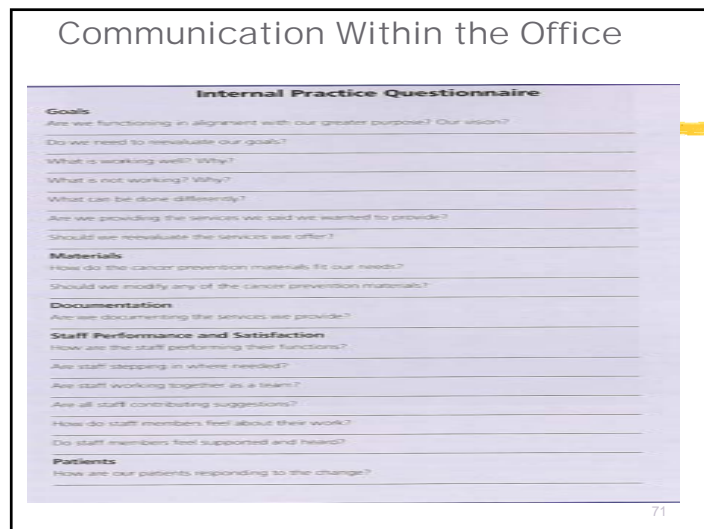 Communication Within the Office
Internal Practice Questionnaire
Goals
Are we functioning in alignment with our greater purpose? Our vision?
Do we need to reevaluate our goals?
What is working well? Why?
What is not working? Why?
What can be done differently?
Are we providing the services we said we wanted to provide?
Should we reevaluate the services we offer?
Materials
How do the cancer prevention materials fit our needs?
Should we modify any of the cancer prevention materials?
Documentation
Are we documenting the services we provide?
Staff Performance and Satisfaction
How are the staff performing their functions?
Are staff stepping in where needed?
Are staff working together as a team?
Are all staff contributing suggestions?
How do staff members feel about their work?
Do staff members feel supported and heard?
Patients
How are our patients responding to the change?
71